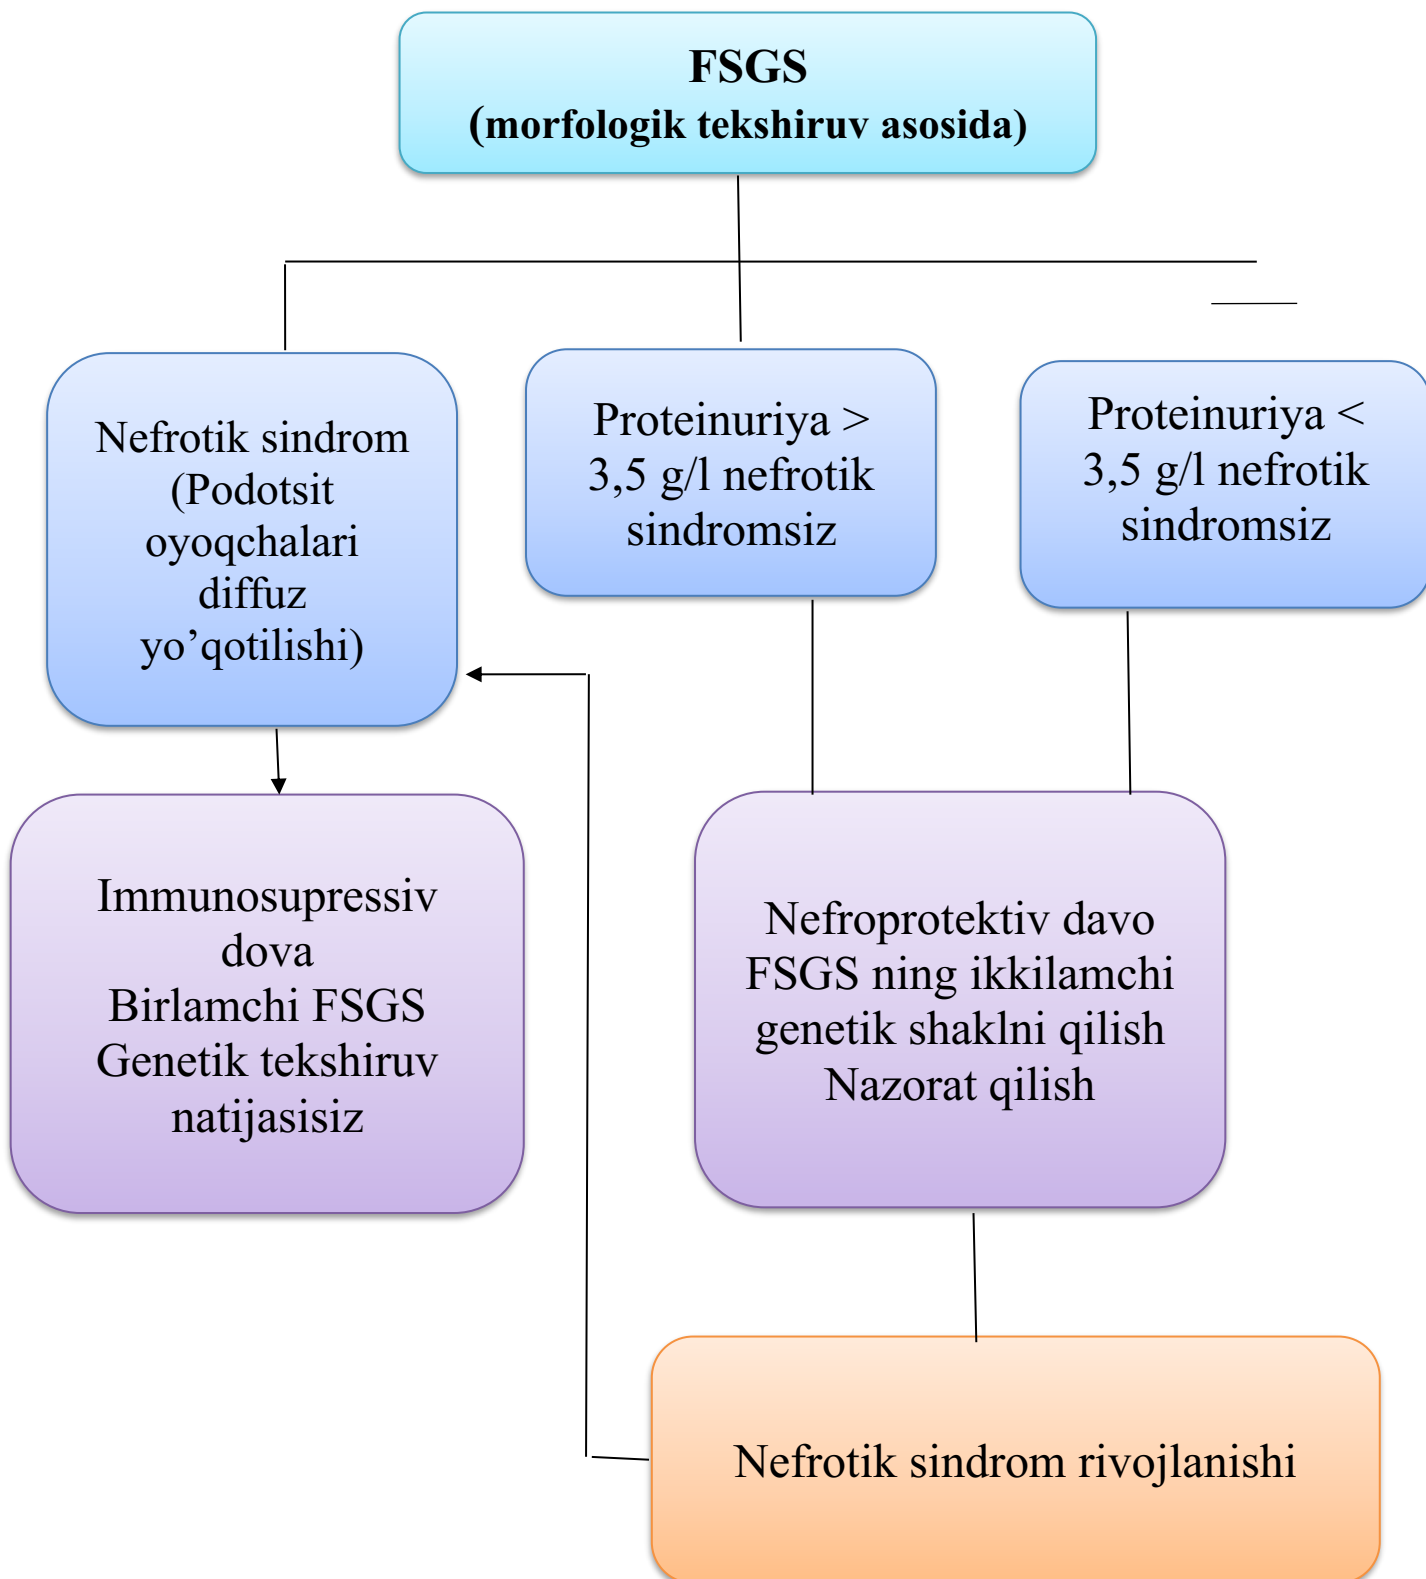 FSGS
(morfologik tekshiruv asosida)
Nefrotik sindrom
(Podotsit
oyoqchalari
diffuz
yo’qotilishi)
Proteinuriya >
3,5 g/l nefrotik
sindromsiz
Proteinuriya <
3,5 g/l nefrotik
sindromsiz
Immunosupressiv
dova
Birlamchi FSGS
Genetik tekshiruv
natijasisiz
Nefroprotektiv davo
FSGS ning ikkilamchi
genetik shaklni qilish
Nazorat qilish
Nefrotik sindrom rivojlanishi